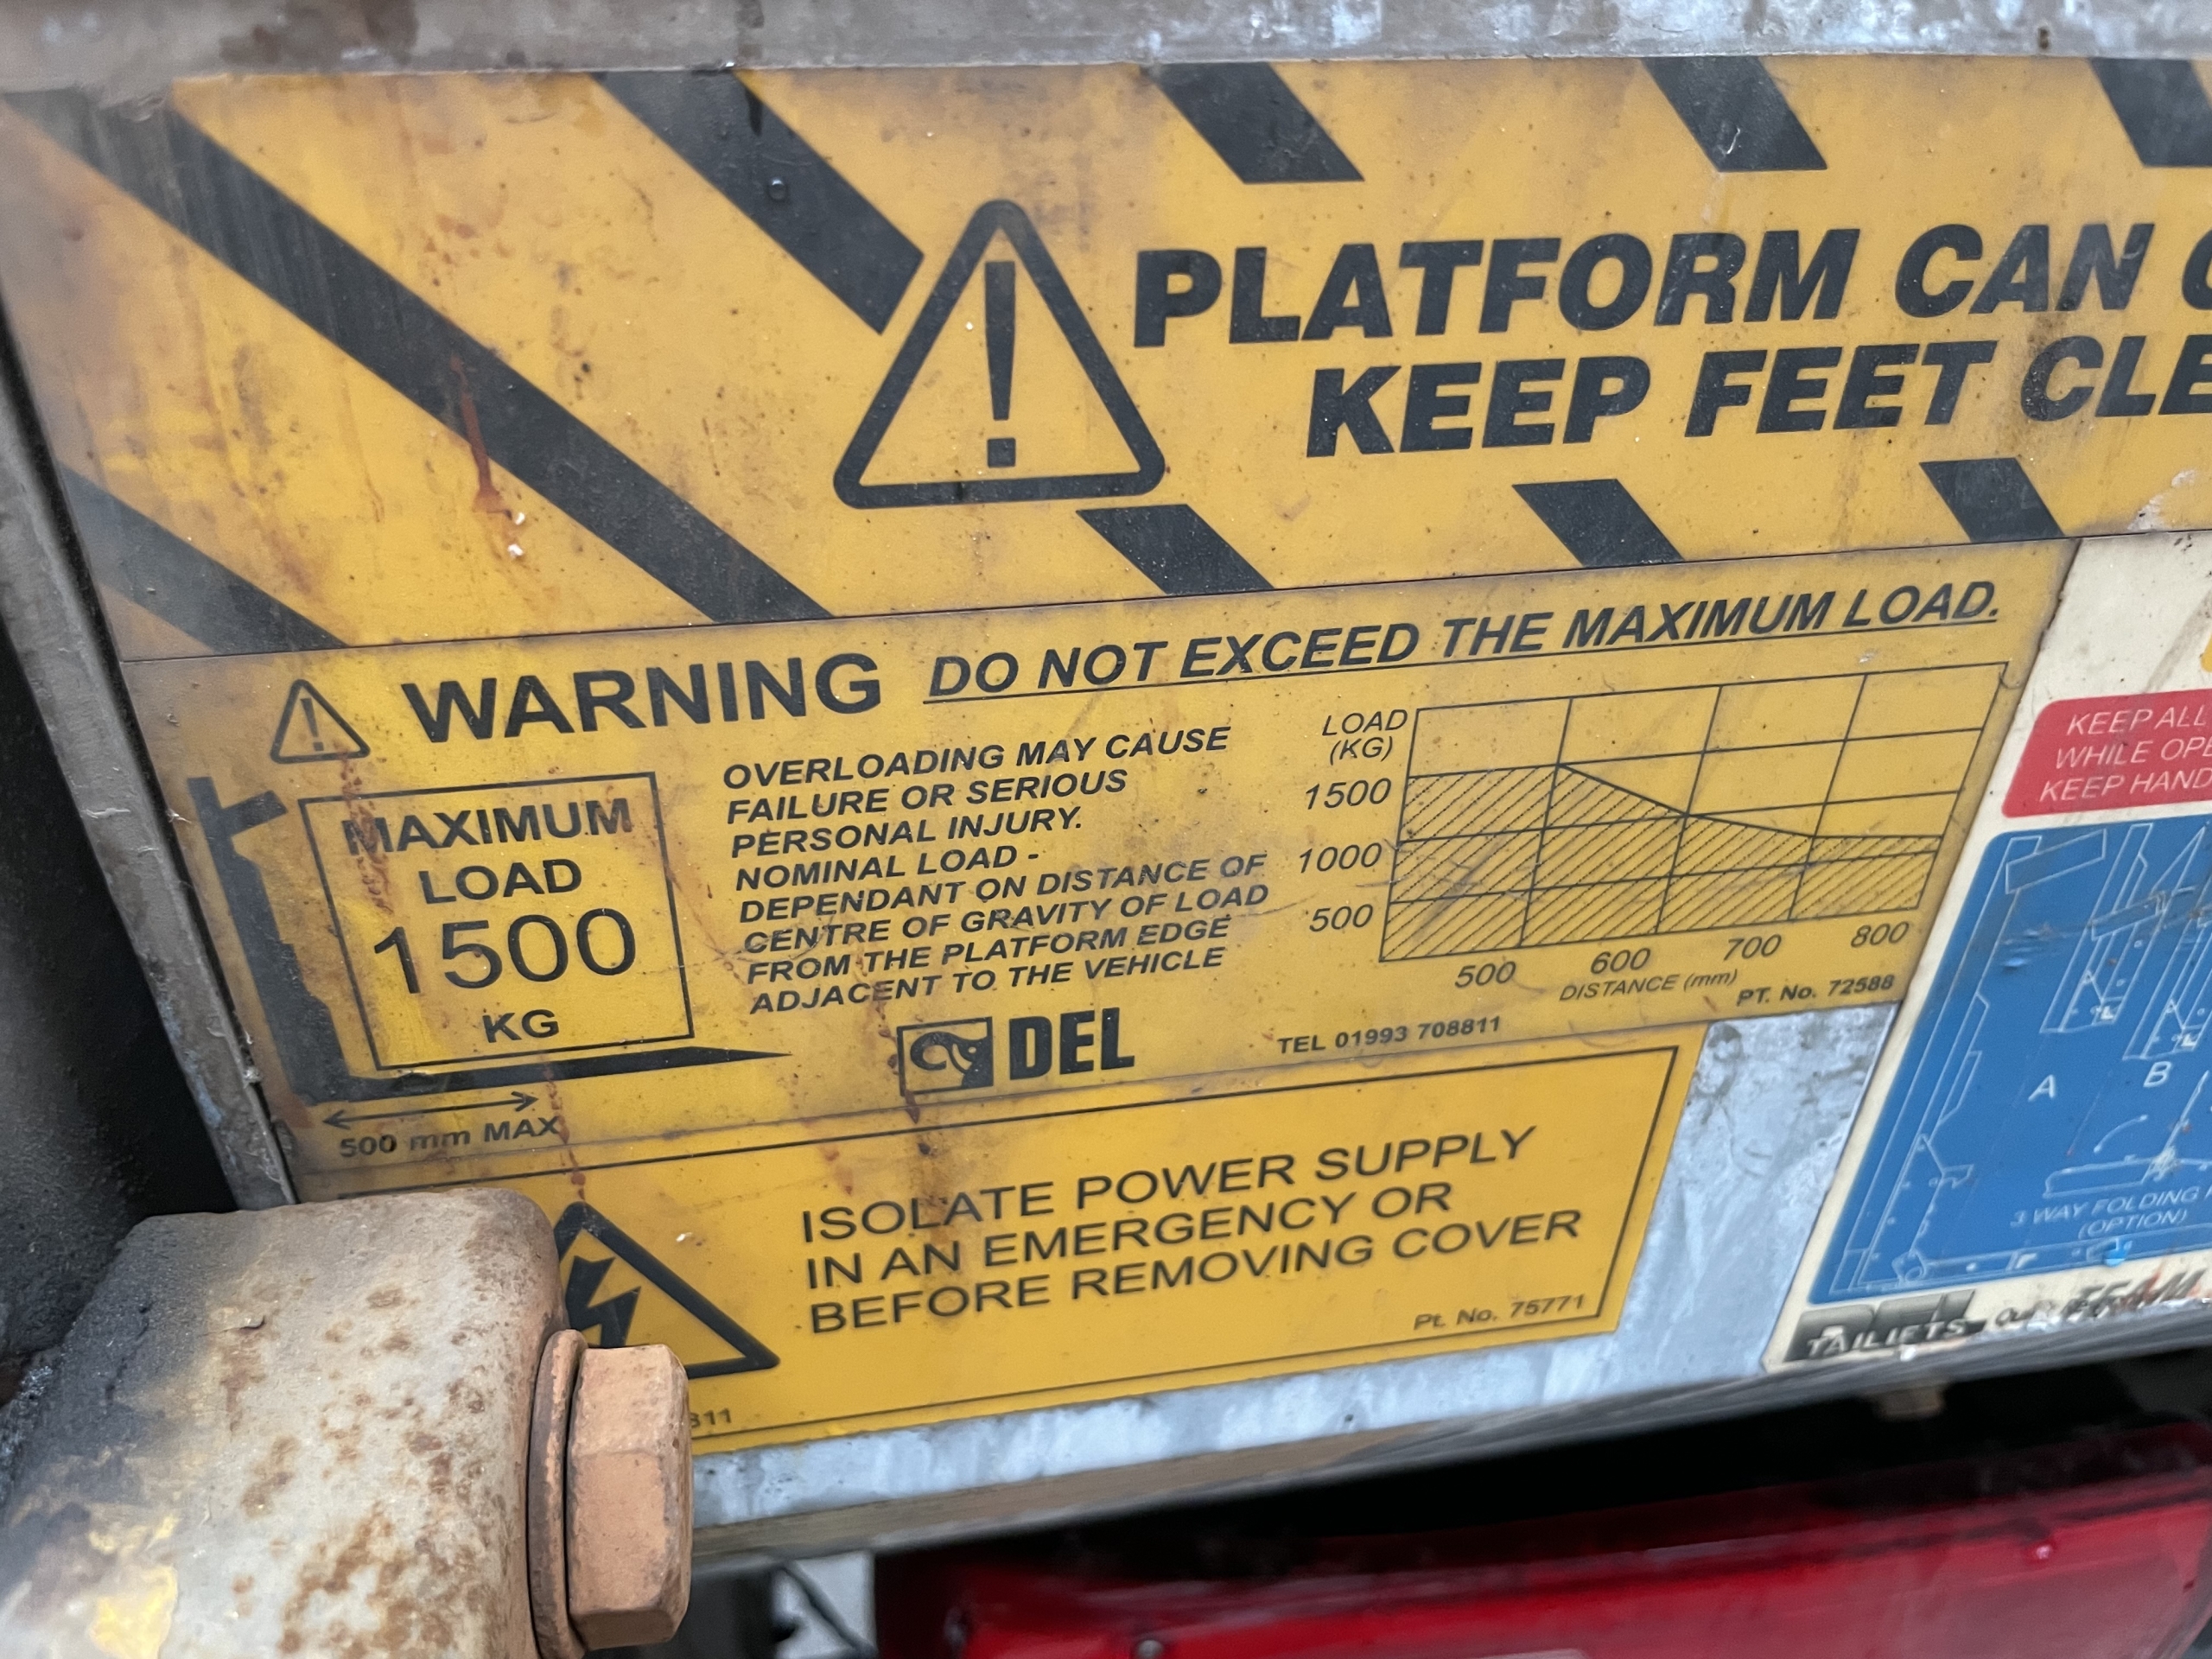 PLATFORM CAN
KEEP FEET
WARNING DO NOT EXCEED THE MAXIMUM LOAD.
MAXIMUM
LOAD
1500
KG
500 mm MAX
OVERLOADING MAY CAUSE
FAILURE OR SERIOUS
PERSONAL INJURY.
NOMINAL LOAD -
DEPENDANT ON DISTANCE OF
CENTRE OF GRAVITY OF LOAD
FROM THE PLATFORM EDGE
ADJACENT TO THE VEHICLE
LOAD
(KG)
1500
1000
500
500 600 700 800
DISTANCE (mm)
PT. No. 72588
DEL
TEL 01993 708811
ISOLATE POWER SUPPLY
IN AN EMERGENCY OR
BEFORE REMOVING COVER
Pt. No. 75771
811
KEEP ALL
WHILE
KEEP
A B
3 WAY FOLDING
(OPTION)
DEL
TAILLIFTS